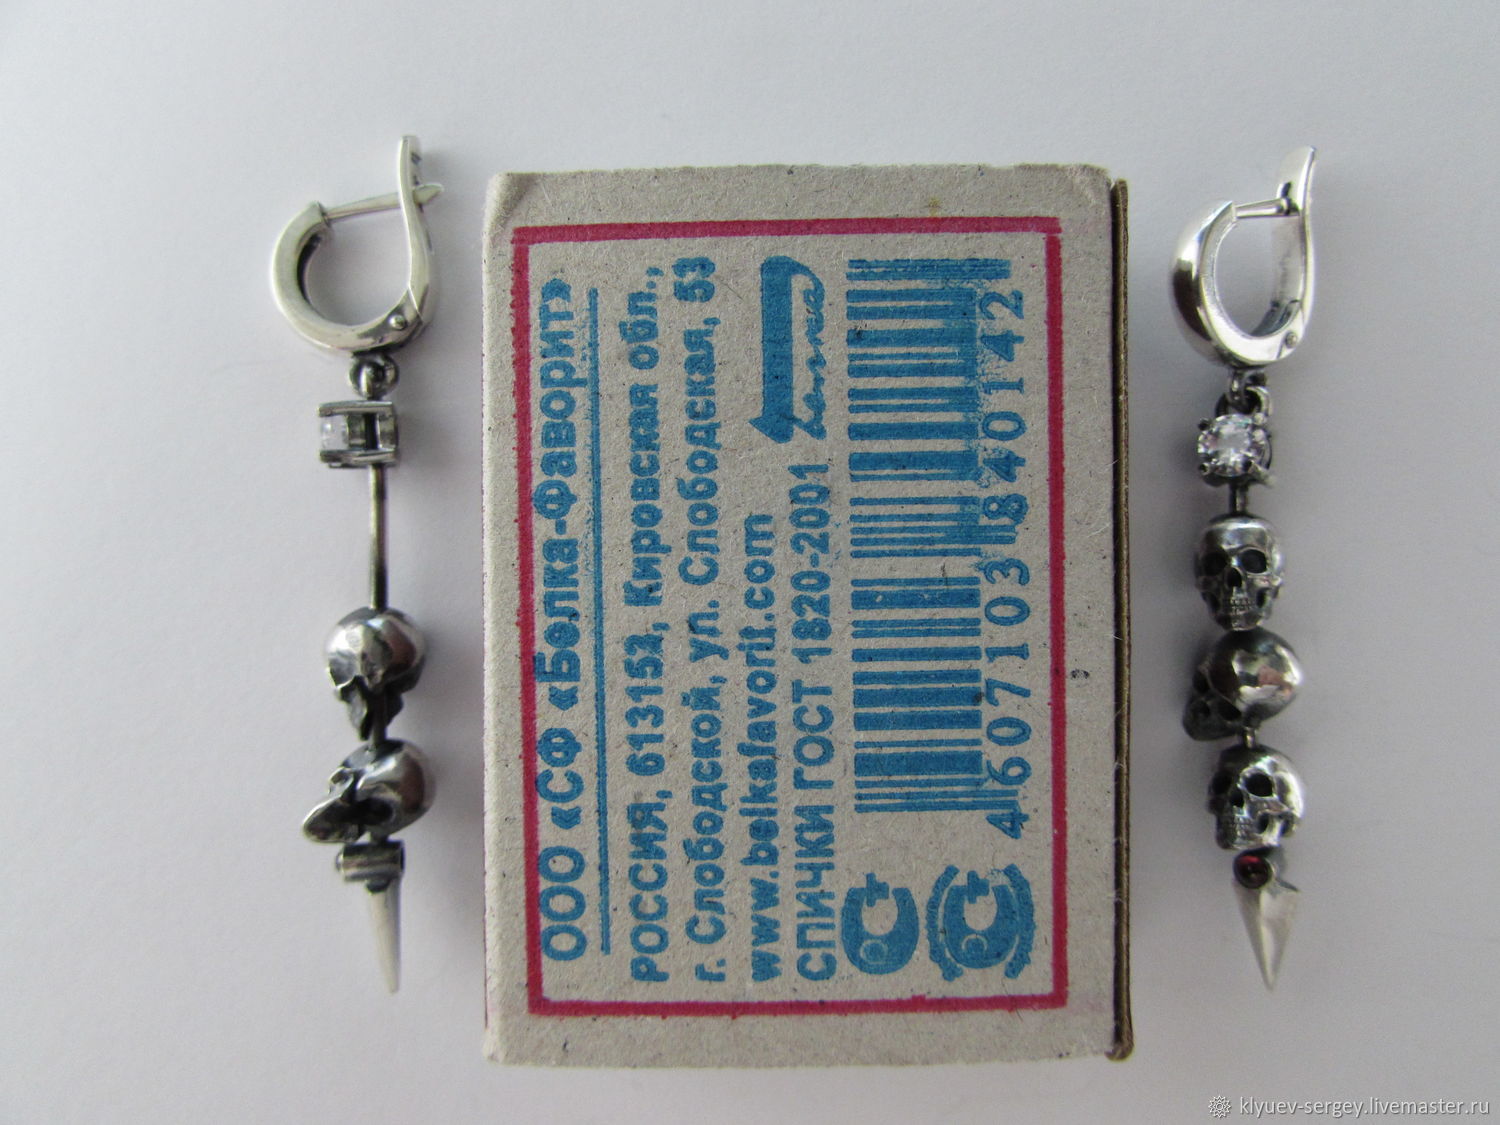 ООО «СФ «Белка-Фаворит»
РОССИЯ, 613152, Кировская обл.,
г. Слободской, ул. Слободская, 53
www.belkafavorit.com
СПИЧКИ ГОСТ 1820-2001
4 607103 840142
klyuev-sergey.livemaster.ru